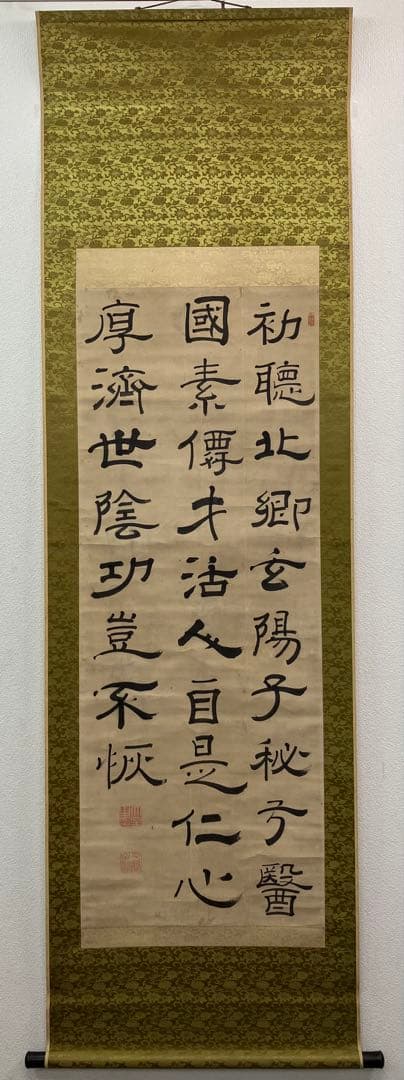 初聽北鄉玄陽子秘方醫
國素僊才活人自是仁心
厚濟世陰功豈不恢